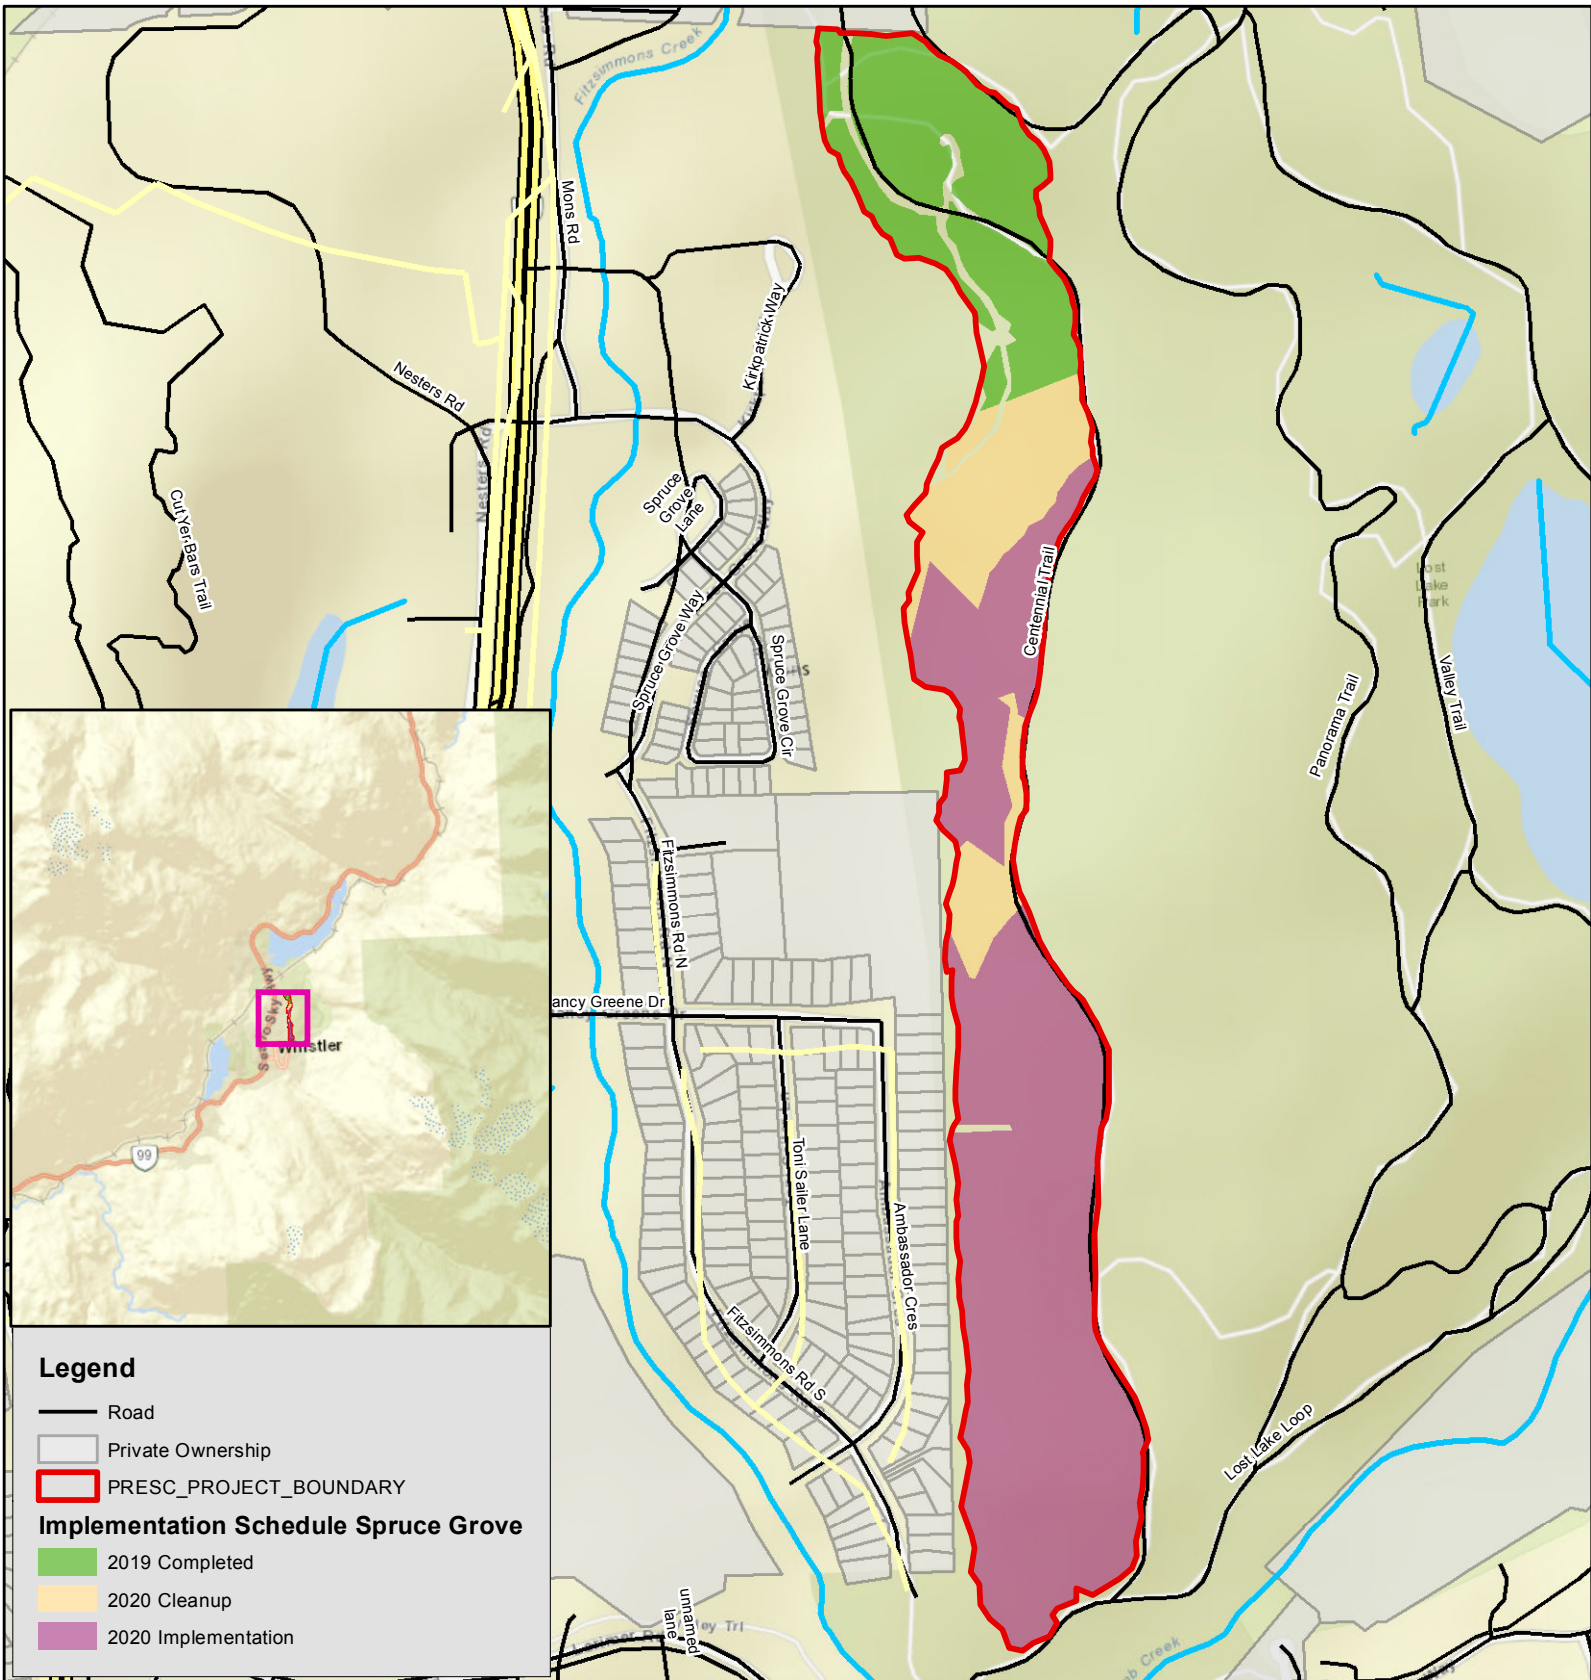 Fitzsimmons Creek
Mons Rd
Kirkpatrick Way
Nesters Rd
Nesters Rd
Cut Yer Bars Trail
Spruce
Grove
Lane
Spruce Grove Way
Spruce Grove Cir
Centennial Trail
Lost
Lake
Park
Panorama Trail
Valley Trail
Fitzsimmons Rd N
ancy Greene Dr
Toni Sailer Lane
Ambassador Cres
Fitzsimmons Rd S
Lost Lake Loop
unnamed
lane
Whistler
99
Legend
Road
Private Ownership
PRESC_PROJECT_BOUNDARY
Implementation Schedule Spruce Grove
2019 Completed
2020 Cleanup
2020 Implementation